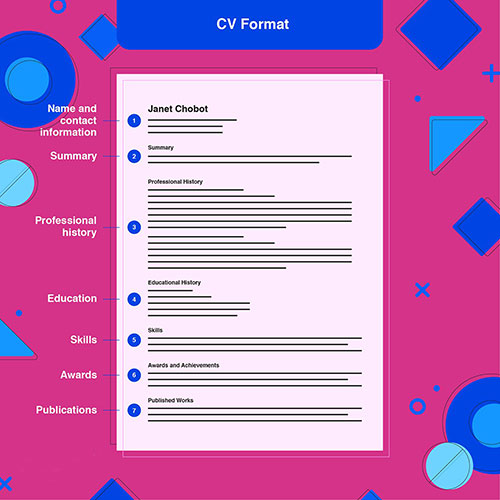 CV Format
Name and
contact
information
1
Janet Chobot
Summary
2
Summary
Professional
history
3
Professional History
Education
4
Educational History
Skills
5
Skills
Awards
6
Awards and Achievements
Publications
7
Published Works